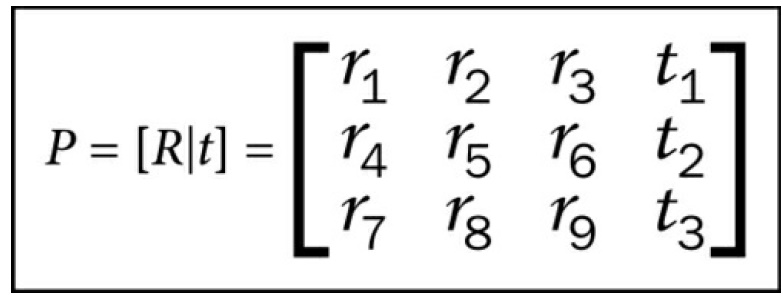 r₁ r₂ r₃ t₁
P = [R|t] = r₄ r₅ r₆ t₂
r₇ r₈ r₉ t₃